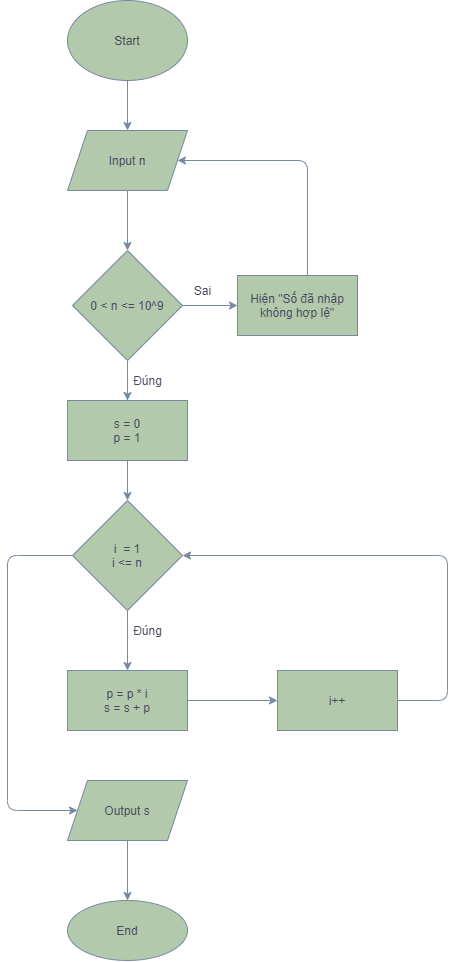 Start
Input n
0 < n <= 10^9
Sai
Hiện "Số đã nhập
không hợp lệ"
Đúng
s = 0
p = 1
i = 1
i <= n
Đúng
p = p * i
s = s + p
i++
Output s
End